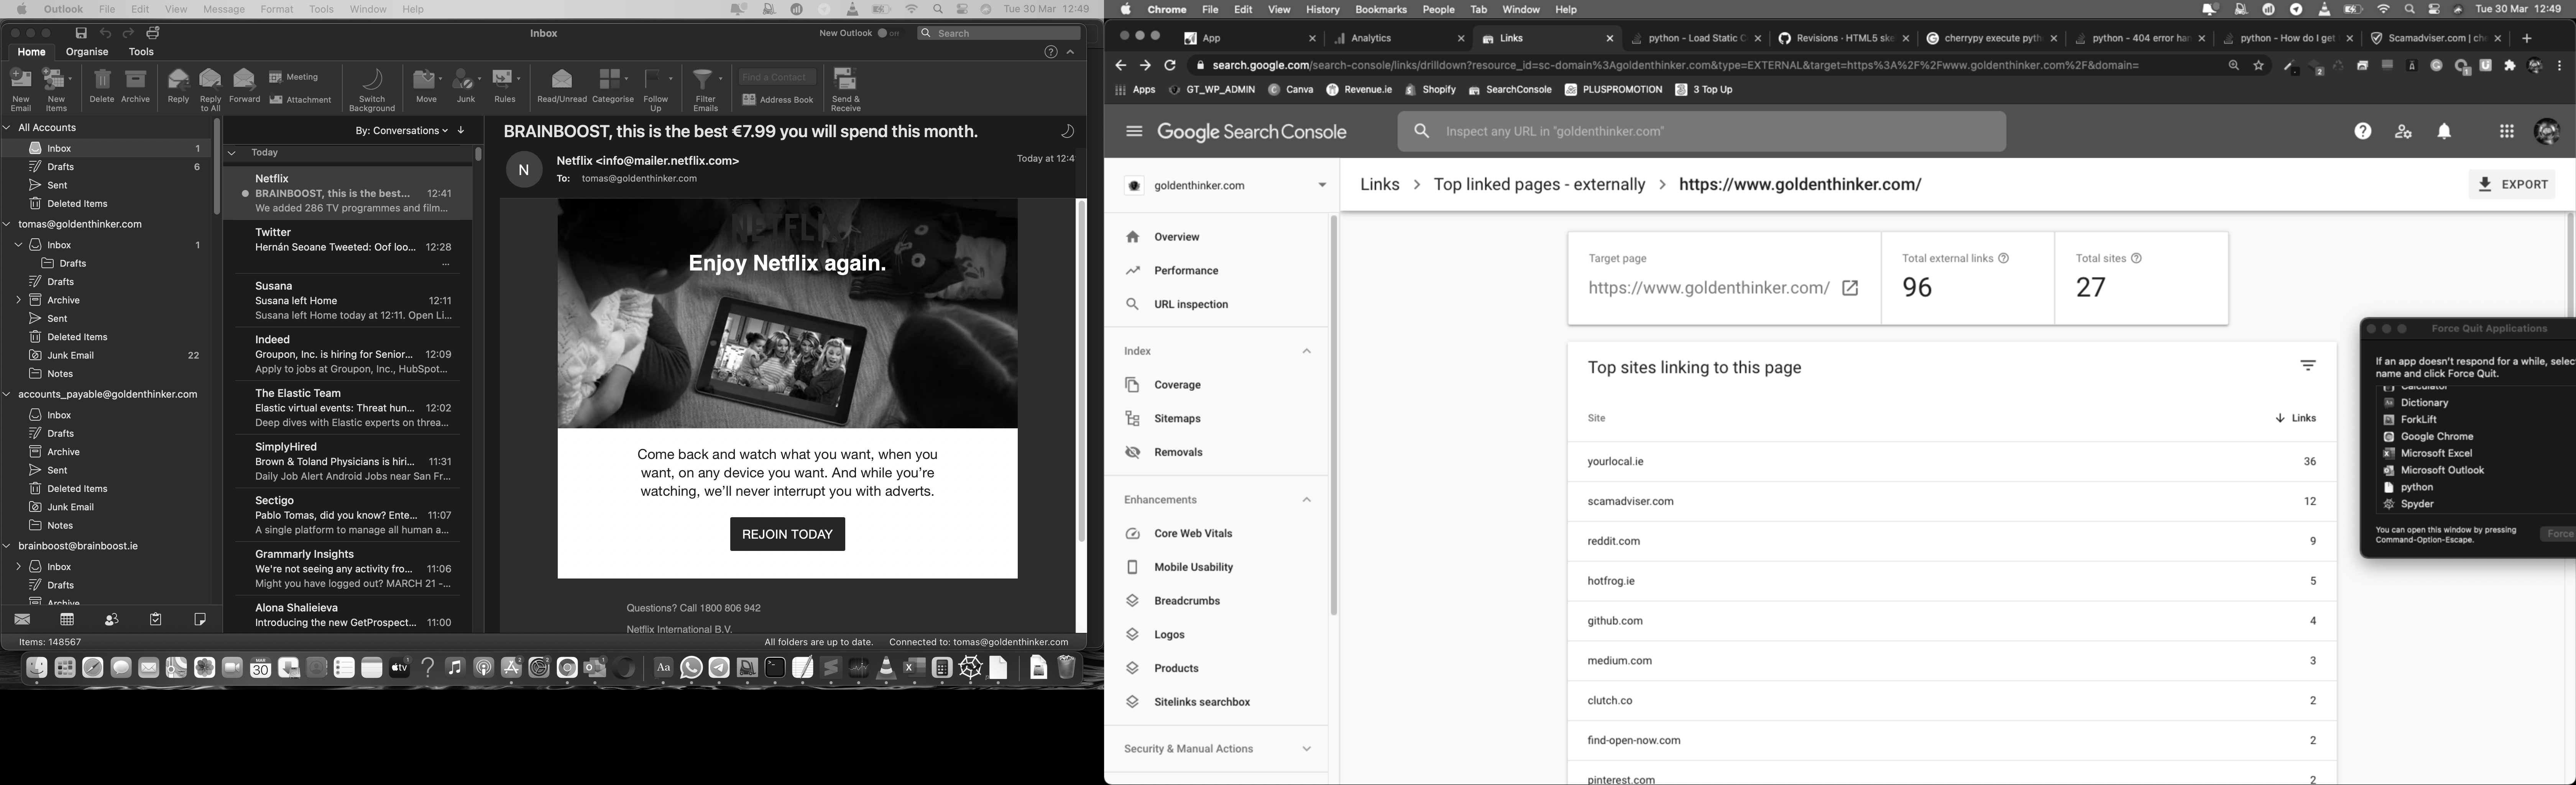 Outlook File Edit View Message Format Tools Window Help Tue 30 Mar 12:49
Inbox
New Outlook on
Search
Home Organise Tools
New Email
New Items
Delete
Archive
Reply
Reply to All
Forward
Meeting
Attachment
Switch Background
Move
Junk
Rules
Read/Unread
Categorise
Follow Up
Filter Emails
Find a Contact
Address Book
Send & Receive
All Accounts
Inbox 1
Drafts 6
Sent
Deleted Items
tomas@goldenthinker.com
Inbox 1
Drafts
Drafts
Archive
Sent
Deleted Items
Junk Email 22
Notes
accounts_payable@goldenthinker.com
Inbox
Drafts
Archive
Sent
Deleted Items
Junk Email
Notes
brainboost@brainboost.ie
Inbox
Drafts
Archive
Items: 148567
By: Conversations
Today
Netflix
BRAINBOOST, this is the best... 12:41
We added 286 TV programmes and film...
Twitter
Hernán Seoane Tweeted: Oof loo... 12:28
...
Susana
Susana left Home 12:11
Susana left Home today at 12:11. Open Li...
Indeed
Groupon, Inc. is hiring for Senior... 12:09
Apply to jobs at Groupon, Inc., HubSpot...
The Elastic Team
Elastic virtual events: Threat hun... 12:02
Deep dives with Elastic experts on threa...
SimplyHired
Brown & Toland Physicians is hiri... 11:31
Daily Job Alert Android Jobs near San Fr...
Sectigo
Pablo Tomas, did you know? Ente... 11:07
A single platform to manage all human a...
Grammarly Insights
We're not seeing any activity fro... 11:06
Might you have logged out? MARCH 21 -...
Alona Shalieieva
Introducing the new GetProspect... 11:00
BRAINBOOST, this is the best €7.99 you will spend this month.
N
Netflix <info@mailer.netflix.com>
Today at 12:4
To: tomas@goldenthinker.com
NETFLIX
Enjoy Netflix again.
Come back and watch what you want, when you
want, on any device you want. And while you're
watching, we'll never interrupt you with adverts.
REJOIN TODAY
Questions? Call 1800 806 942
Netflix International B.V.
All folders are up to date. Connected to: tomas@goldenthinker.com
MAR
30
tv
Aa
Chrome File Edit View History Bookmarks People Tab Window Help Tue 30 Mar 12:49
App
Analytics
Links
python - Load Static C
Revisions · HTML5 ske
cherrypy execute pyth
python - 404 error han
python - How do I get
Scamadviser.com | che
search.google.com/search-console/links/drilldown?resource_id=sc-domain%3Agoldenthinker.com&type=EXTERNAL&target=https%3A%2F%2Fwww.goldenthinker.com%2F&domain=
Apps GT_WP_ADMIN Canva Revenue.ie Shopify SearchConsole PLUSPROMOTION 3 Top Up
Google Search Console
Inspect any URL in "goldenthinker.com"
goldenthinker.com
Overview
Performance
URL inspection
Index
Coverage
Sitemaps
Removals
Enhancements
Core Web Vitals
Mobile Usability
Breadcrumbs
Logos
Products
Sitelinks searchbox
Security & Manual Actions
Links > Top linked pages - externally > https://www.goldenthinker.com/
EXPORT
Target page
https://www.goldenthinker.com/
Total external links
96
Total sites
27
Top sites linking to this page
Site Links
yourlocal.ie 36
scamadviser.com 12
reddit.com 9
hotfrog.ie 5
github.com 4
medium.com 3
clutch.co 2
find-open-now.com 2
pinterest.com 2
Force Quit Applications
If an app doesn't respond for a while, selec
name and click Force Quit.
Calculator
Dictionary
ForkLift
Google Chrome
Microsoft Excel
Microsoft Outlook
python
Spyder
You can open this window by pressing
Command-Option-Escape.
Force